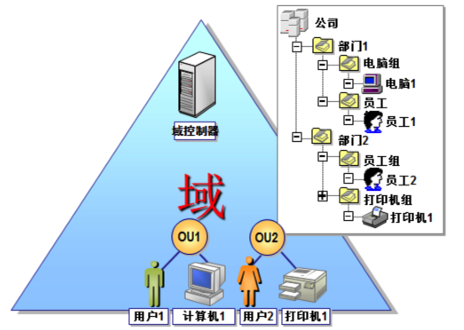 公司
部门1
电脑组
电脑1
员工
员工1
部门2
员工组
员工2
打印机组
打印机1
域控制器
域
OU1
OU2
用户1
计算机1
用户2
打印机1